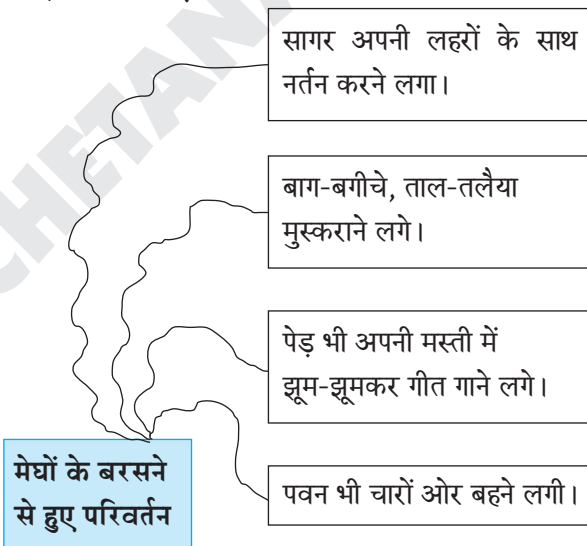 सागर अपनी लहरों के साथ
नर्तन करने लगा।
बाग-बगीचे, ताल-तलैया
मुस्कराने लगे।
पेड़ भी अपनी मस्ती में
झूम-झूमकर गीत गाने लगे।
पवन भी चारों ओर बहने लगी।
मेघों के बरसने
से हुए परिवर्तन